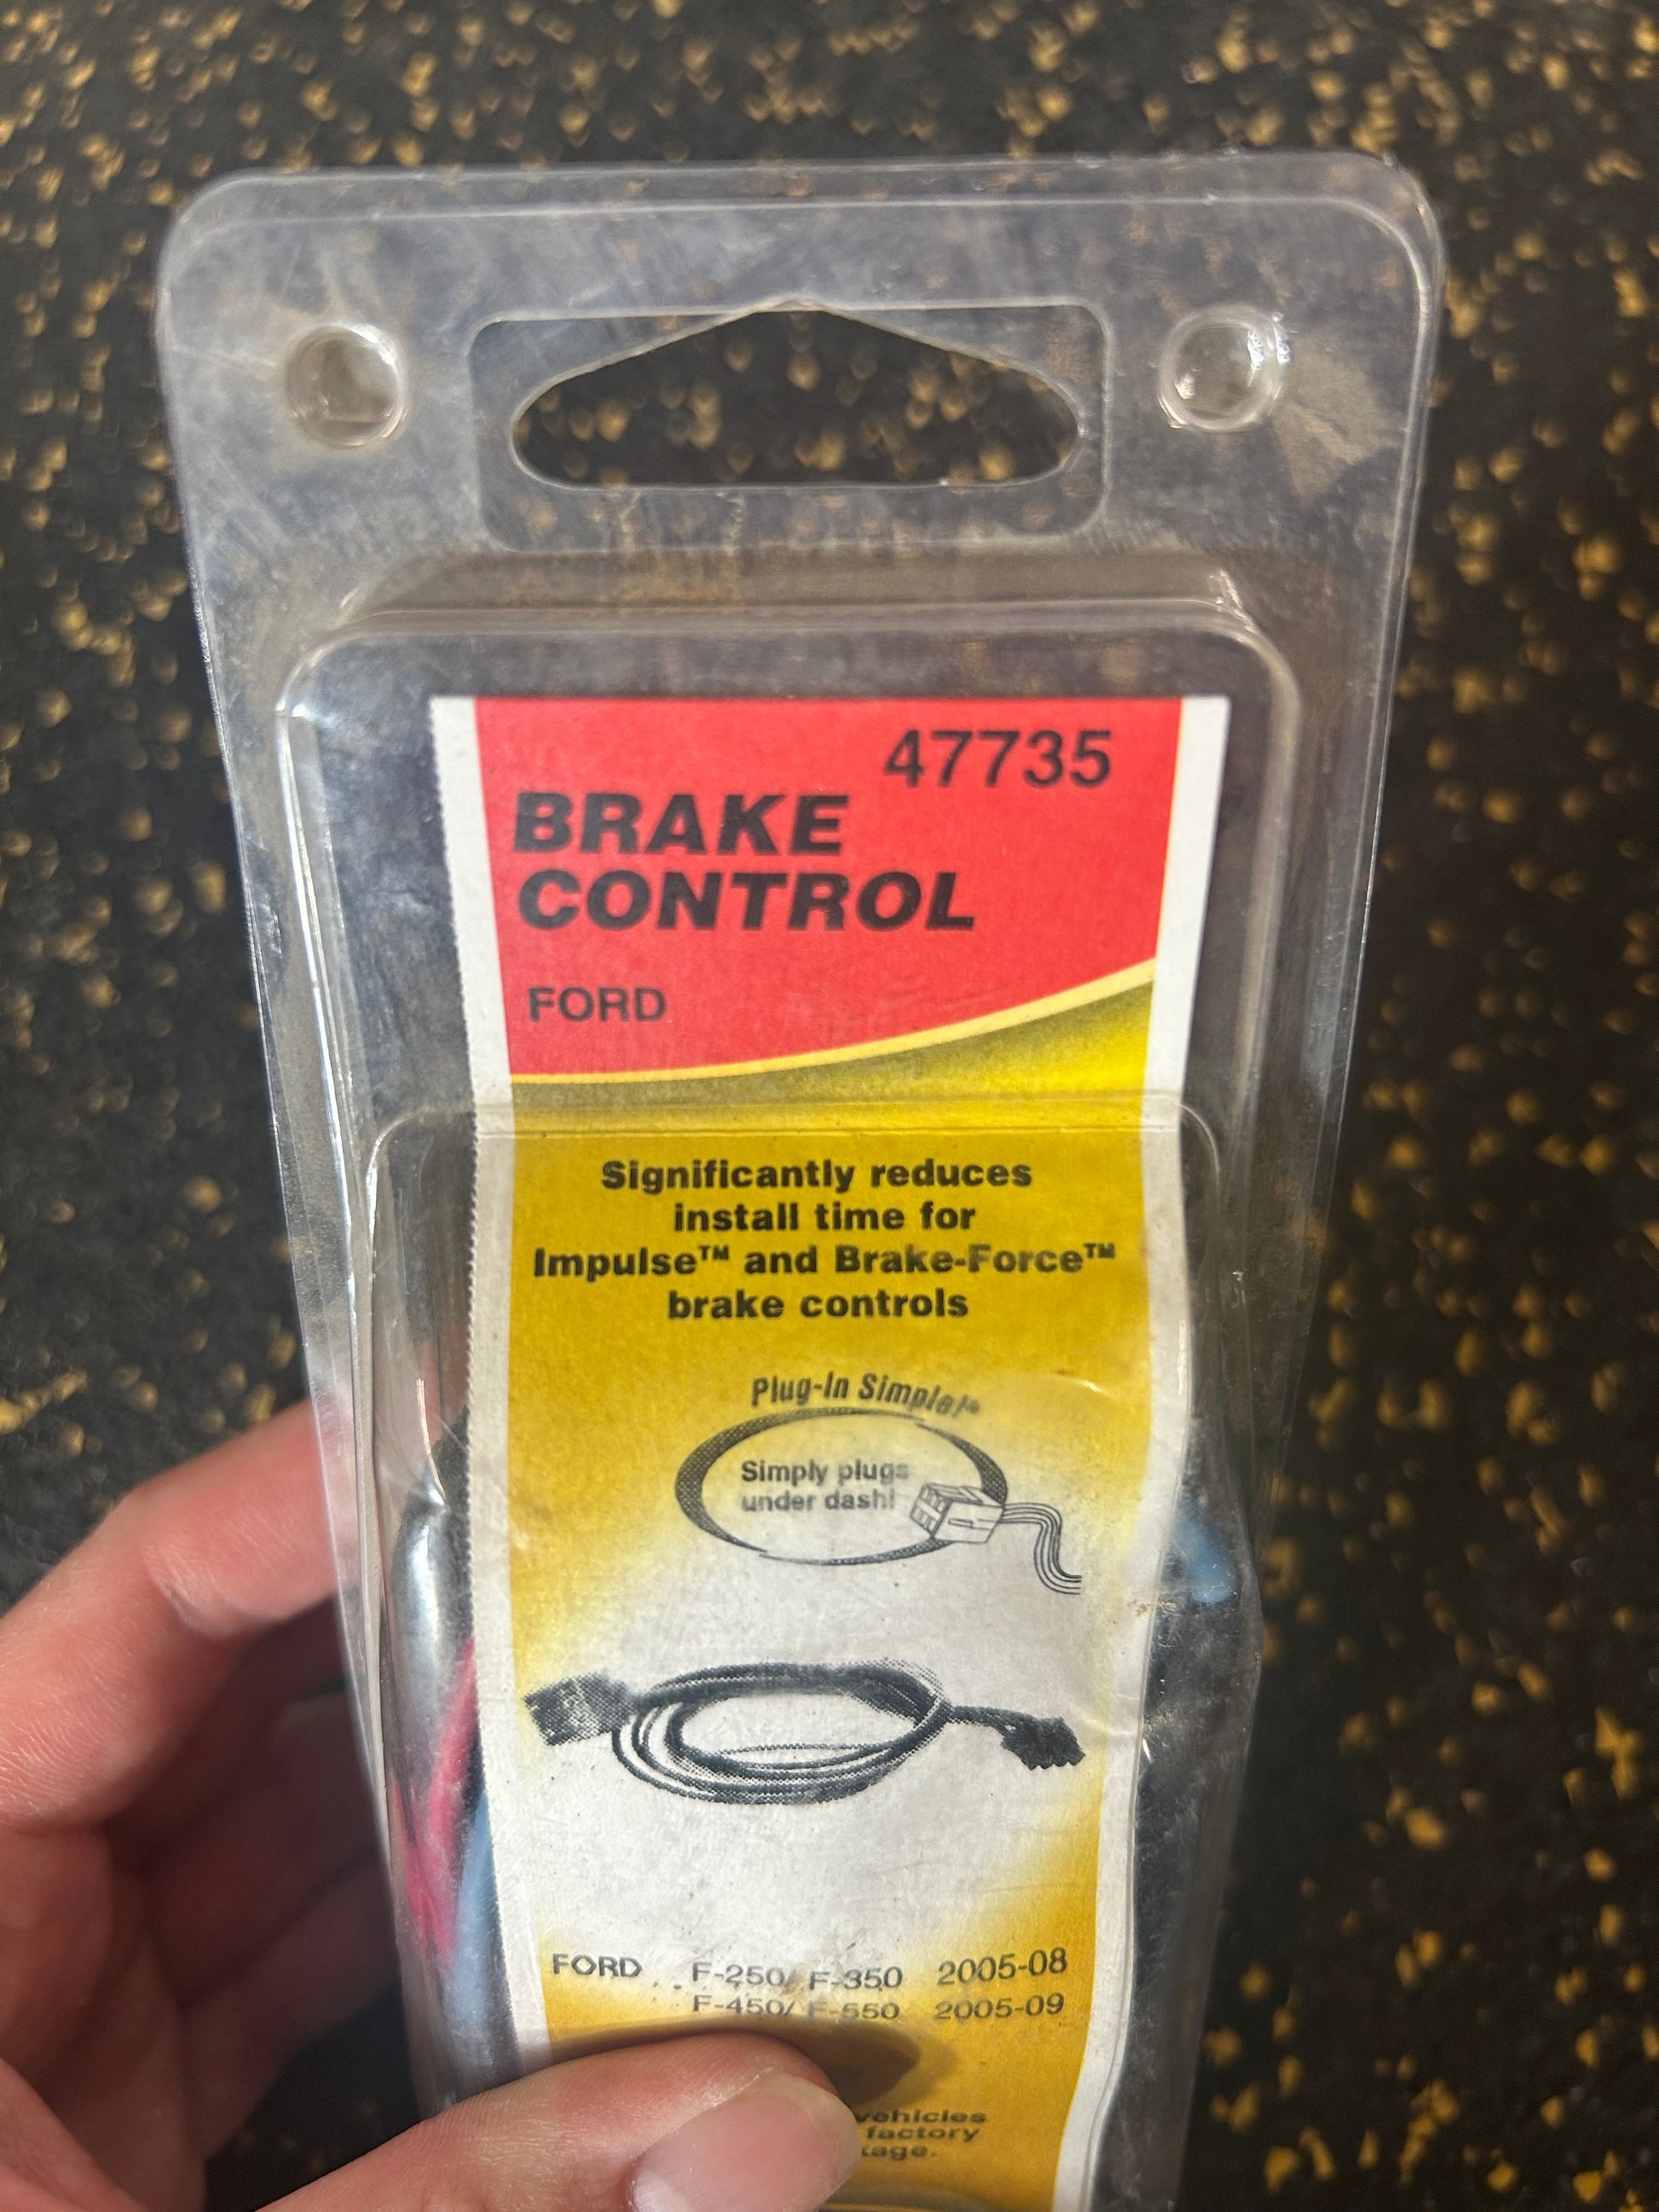 47735
BRAKE
CONTROL
FORD
Significantly reduces
install time for
Impulse™ and Brake-Force™
brake controls
Plug-In Simple!®
Simply plugs
under dash!
FORD F-250/ F-350 2005-08
F-450/ F-550 2005-09
vehicles
factory